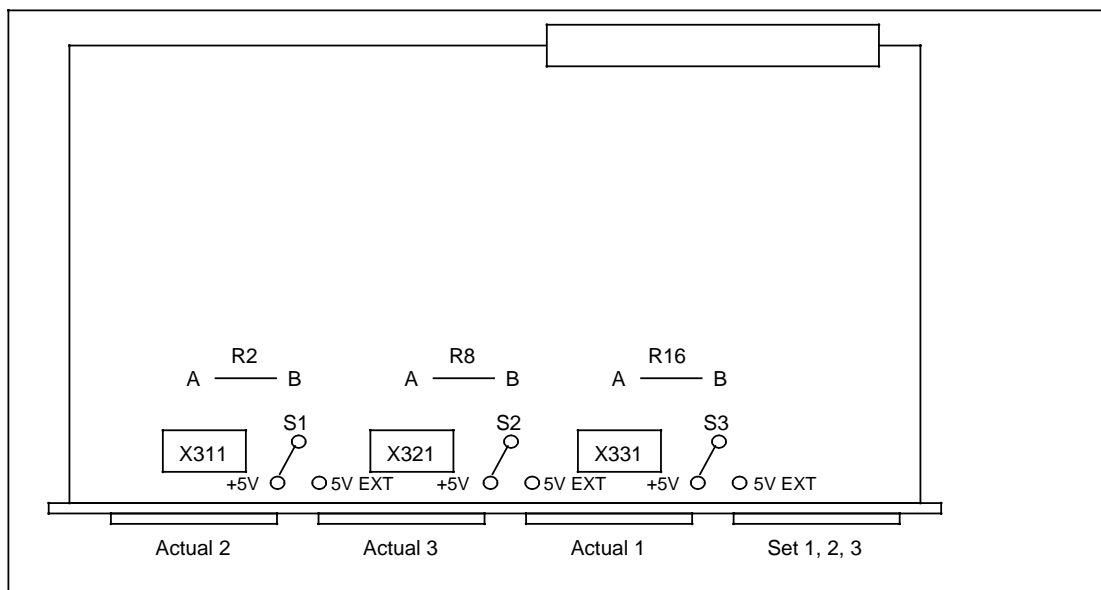 R2 R8 R16
A B A B A B
S1 S2 S3
X311 X321 X331
+5V 5V EXT +5V 5V EXT +5V 5V EXT
Actual 2 Actual 3 Actual 1 Set 1, 2, 3